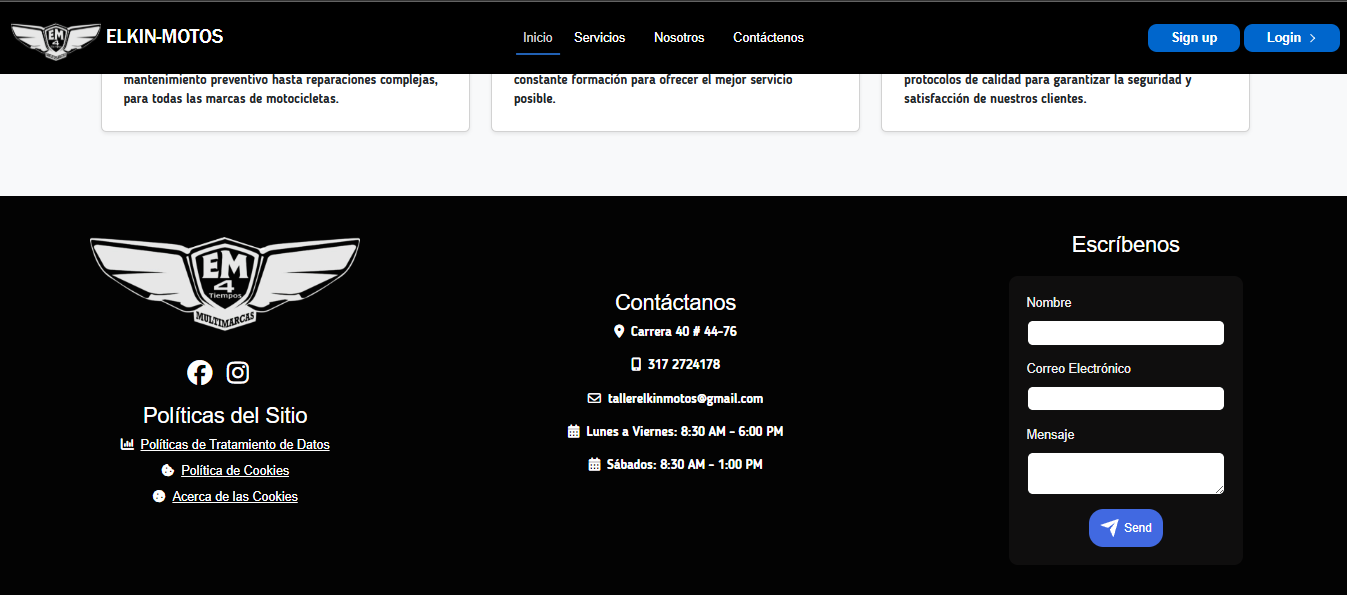 EM
4
ELKIN-MOTOS
Inicio
Servicios
Nosotros
Contáctenos
Sign up
Login
mantenimiento preventivo hasta reparaciones complejas,
para todas las marcas de motocicletas.
constante formación para ofrecer el mejor servicio
posible.
protocolos de calidad para garantizar la seguridad y
satisfacción de nuestros clientes.
EM
4
Tiempos
MULTIMARCAS
Políticas del Sitio
Políticas de Tratamiento de Datos
Política de Cookies
Acerca de las Cookies
Contáctanos
Carrera 40 # 44-76
317 2724178
tallerelkinmotos@gmail.com
Lunes a Viernes: 8:30 AM - 6:00 PM
Sábados: 8:30 AM - 1:00 PM
Escríbenos
Nombre
Correo Electrónico
Mensaje
Send